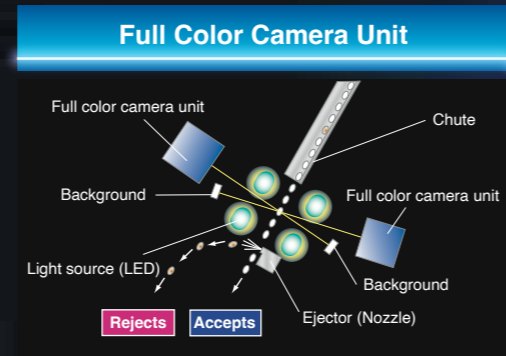 Full Color Camera Unit
Full color camera unit
Chute
Background
Full color camera unit
Light source (LED)
Background
Ejector (Nozzle)
Rejects
Accepts